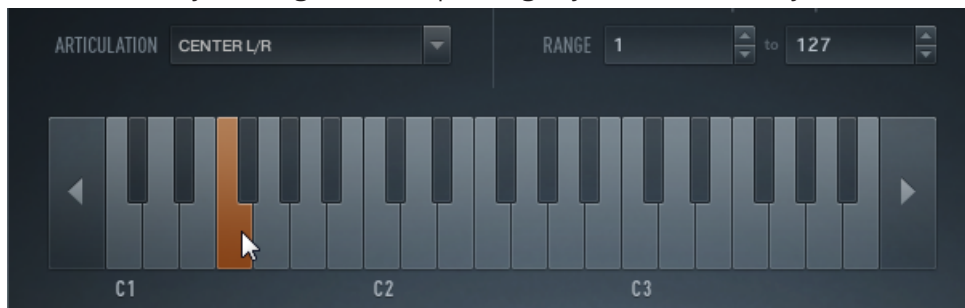 ARTICULATION CENTER L/R RANGE 1 to 127
C1 C2 C3